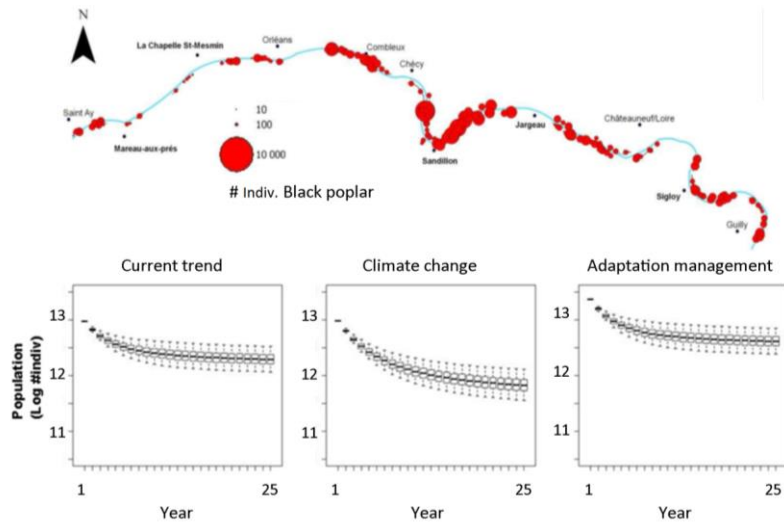 N
La Chapelle St-Mesmin
Orléans
Combleux
Chécy
Saint Ay
Mareau-aux-prés
10
100
10 000
Sandillon
Jargeau
Châteauneuf/Loire
Sigloy
Guilly
# Indiv. Black poplar
Current trend
Climate change
Adaptation management
Population
(Log #indiv)
13
12
11
13
12
11
13
12
11
1
25
1
25
1
25
Year
Year
Year